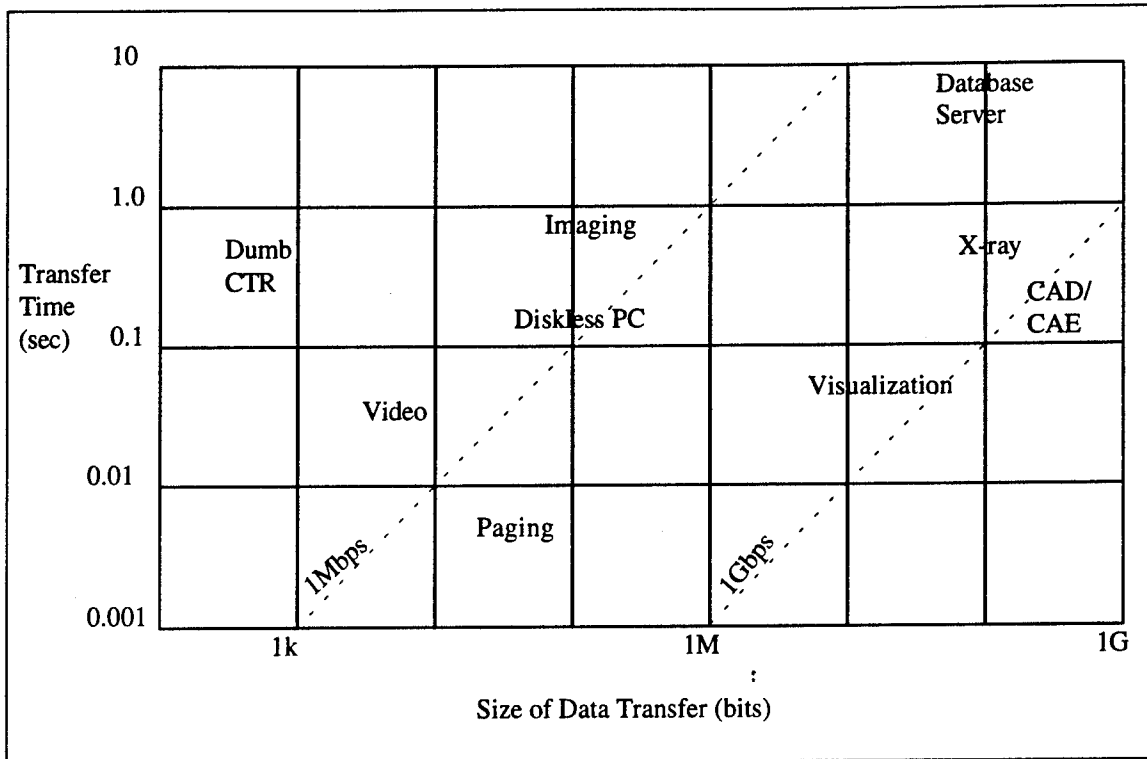 10
Database
Server
1.0
Imaging
Dumb
CTR
X-ray
Transfer
Time
(sec)
CAD/
CAE
Diskless PC
0.1
Visualization
Video
0.01
Paging
1Mbps
1Gbps
0.001
1k
1M
1G
Size of Data Transfer (bits)